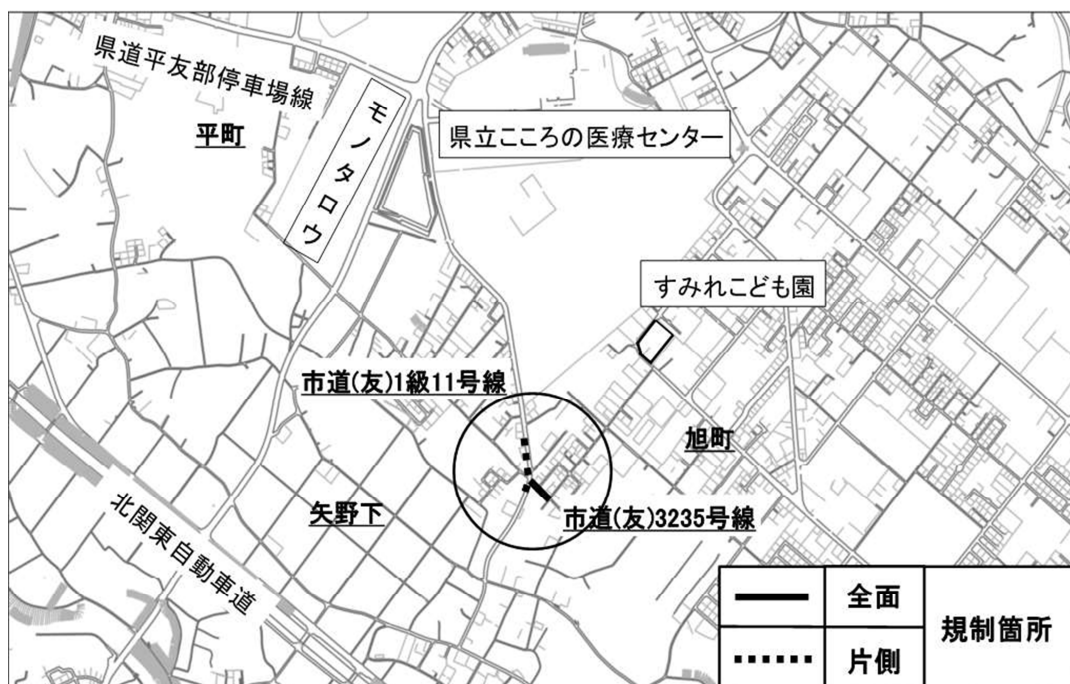 県道平友部停車場線
平町
モノタロウ
県立こころの医療センター
すみれこども園
市道(友)1級11号線
旭町
矢野下
市道(友)3235号線
北関東自動車道
全面
片側
規制箇所